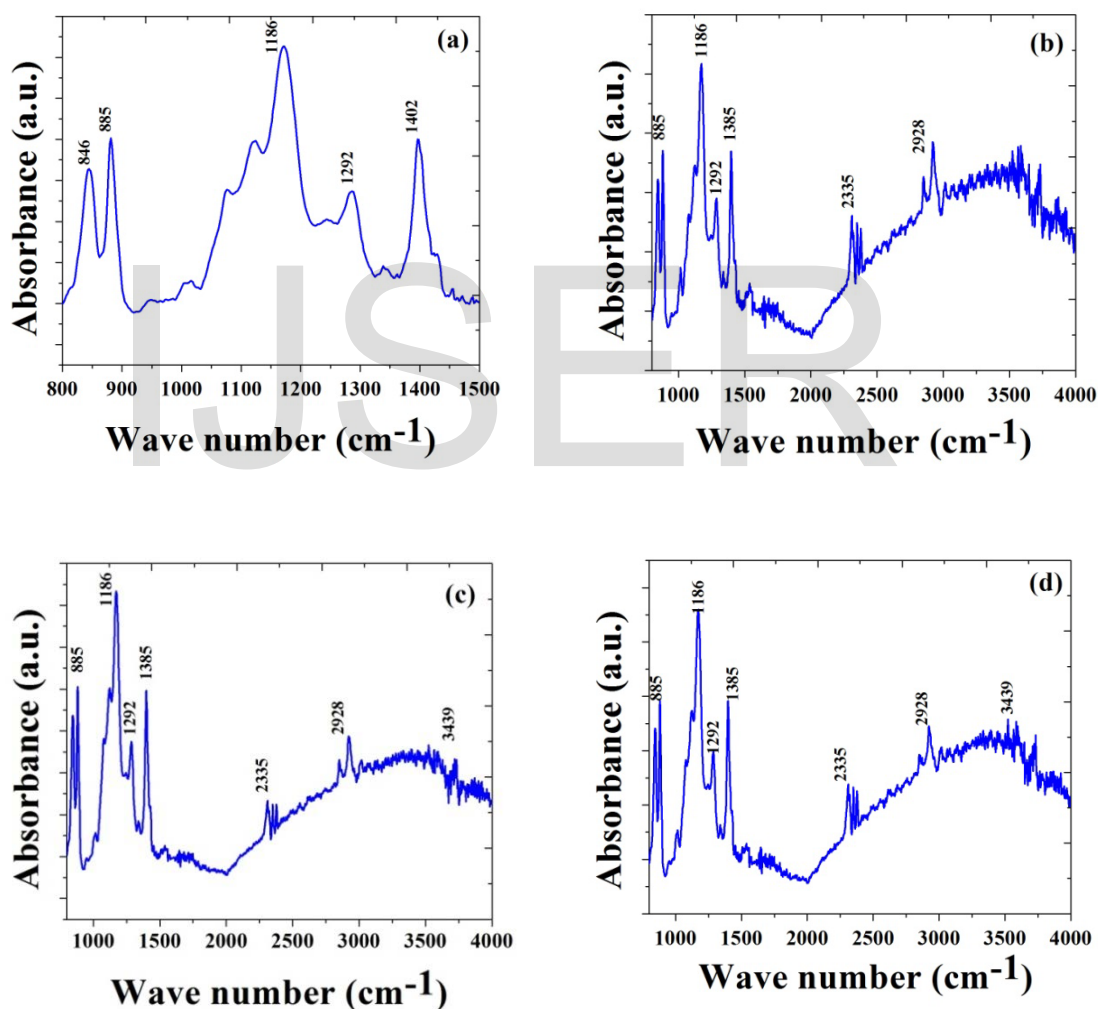 (a)
Absorbance (a.u.)
846
885
1186
1292
1402
800 900 1000 1100 1200 1300 1400 1500
Wave number (cm-1)
(b)
Absorbance (a.u.)
885
1186
1292
1385
2335
2928
1000 1500 2000 2500 3000 3500 4000
Wave number (cm-1)
IJSER
(c)
Absorbance (a.u.)
885
1186
1292
1385
2335
2928
3439
1000 1500 2000 2500 3000 3500 4000
Wave number (cm-1)
(d)
Absorbance (a.u.)
885
1186
1292
1385
2335
2928
3439
1000 1500 2000 2500 3000 3500 4000
Wave number (cm-1)